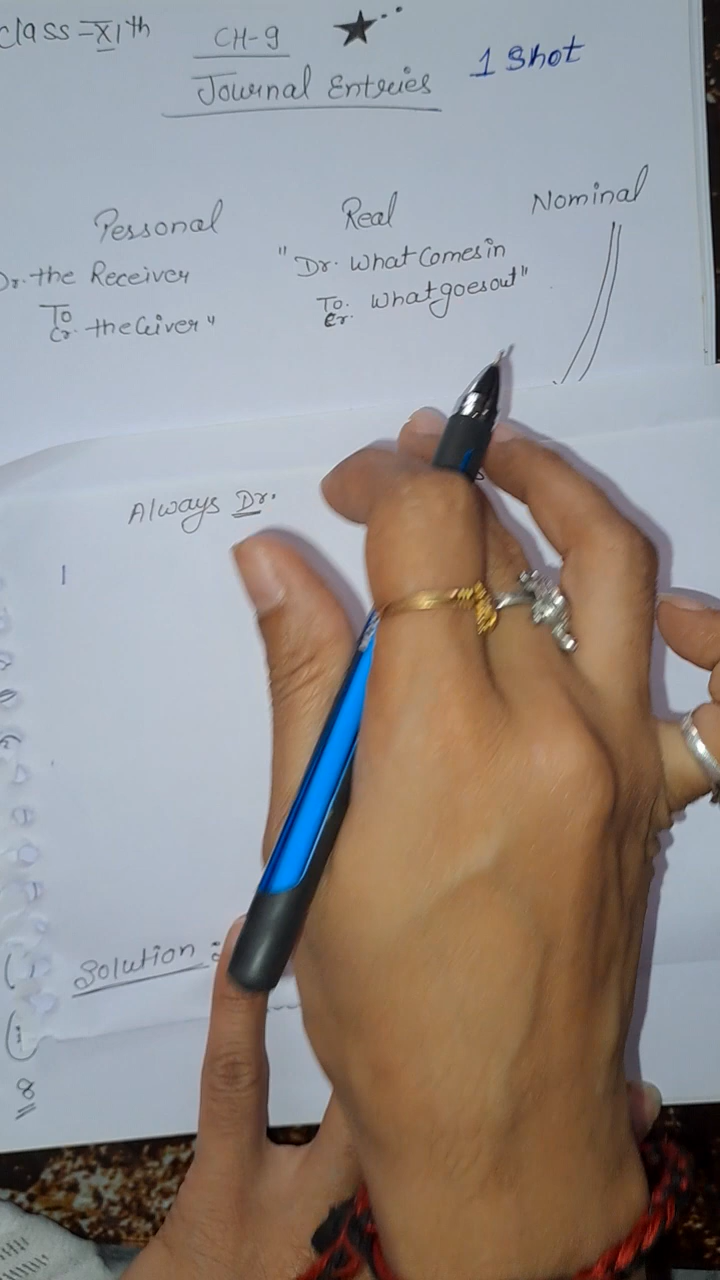 Class = XIth
CH-9
Journal Entries
1 Shot
Personal
Dr. the Receiver
To
Cr. the Giver"
Real
"Dr. What Comes in
To
Cr. What goes out"
Nominal
Always Dr.
Solution :